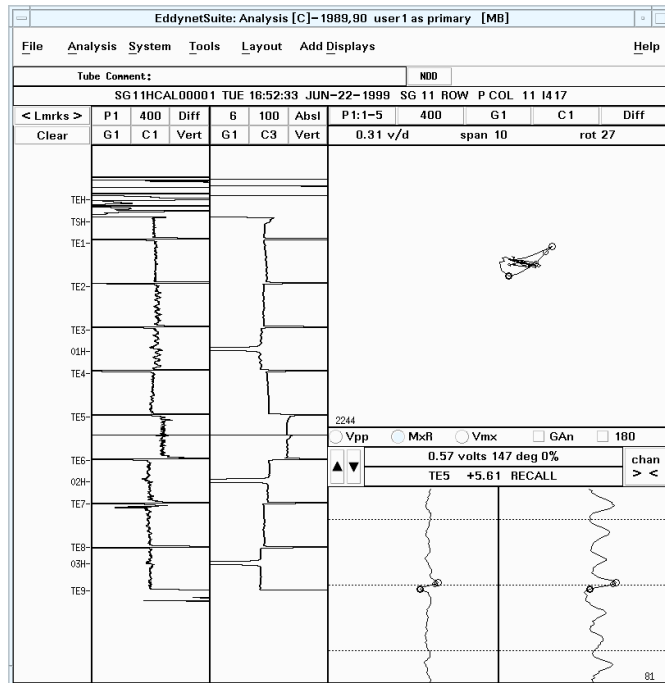 EddynetSuite: Analysis [C]-1989,90 user1 as primary [MB]
File Analysis System Tools Layout Add Displays Help
Tube Comment: NDD
SG11HCAL00001 TUE 16:52:33 JUN-22-1999 SG 11 ROW P COL 11 I417
< Lmrks > P1 400 Diff 6 100 Absl P1:1-5 400 G1 C1 Diff
Clear G1 C1 Vert G1 C3 Vert 0.31 v/d span 10 rot 27
TEH
TSH
TE1
TE2
TE3
01H
TE4
TE5
TE6
02H
TE7
TE8
03H
TE9
2244
Vpp MxR Vmx GAn 180
0.57 volts 147 deg 0% chan
TE5 +5.61 RECALL > <
81